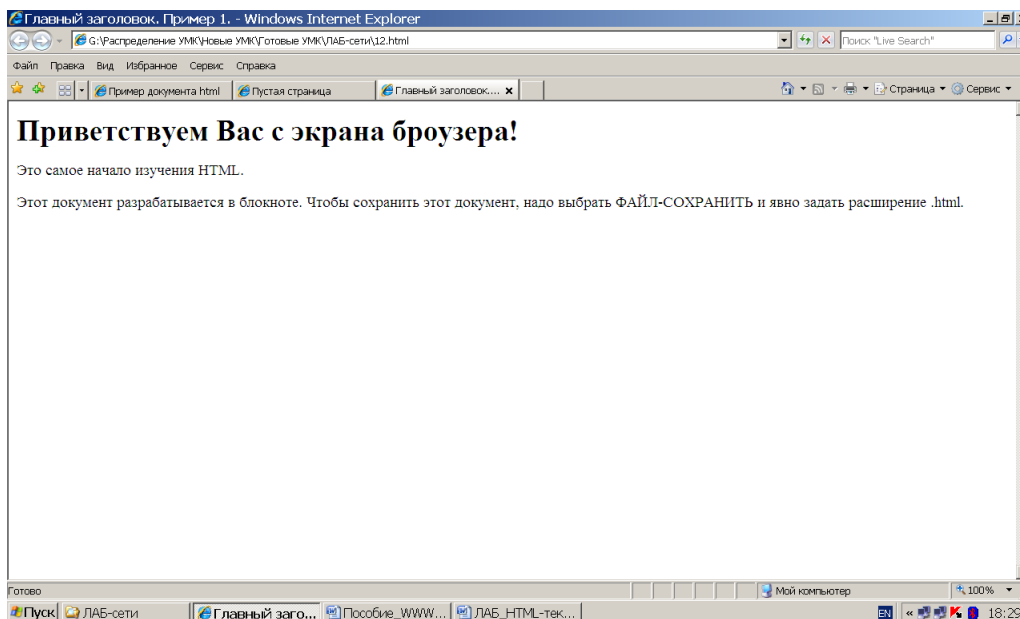 Главный заголовок. Пример 1. - Windows Internet Explorer
G:\Распределение УМК\Новые УМК\Готовые УМК\ЛАБ-сети\12.html
Поиск "Live Search"
Файл Правка Вид Избранное Сервис Справка
Пример документа html Пустая страница Главный заголовок.... Страница Сервис
Приветствуем Вас с экрана броузера!
Это самое начало изучения HTML.
Этот документ разрабатывается в блокноте. Чтобы сохранить этот документ, надо выбрать ФАЙЛ-СОХРАНИТЬ и явно задать расширение .html.
Готово Мой компьютер 100%
Пуск ЛАБ-сети Главный заго... Пособие_WWW... ЛАБ_HTML-тек... EN « 18:29